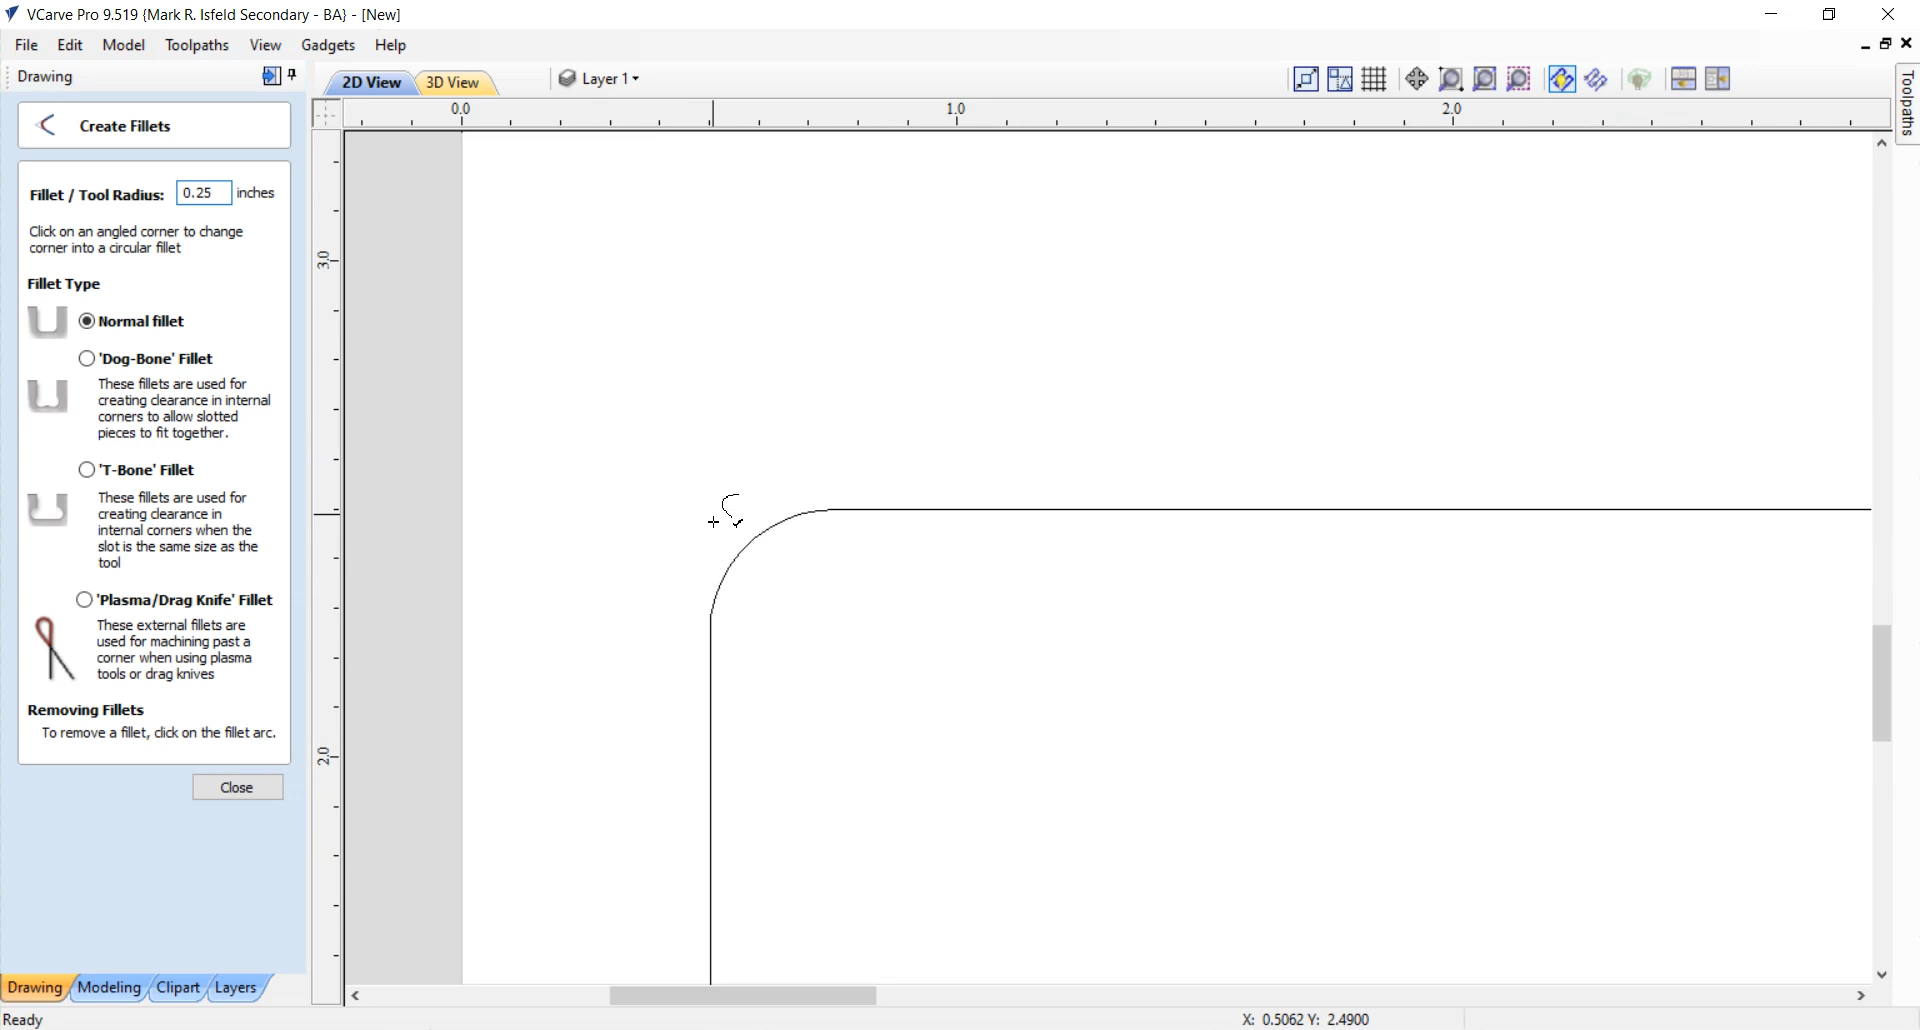 VCarve Pro 9.519 {Mark R. Isfeld Secondary - BA} - [New]
File Edit Model Toolpaths View Gadgets Help
Drawing
2D View 3D View Layer 1
Toolpaths
0.0 1.0 2.0
Create Fillets
Fillet / Tool Radius: 0.25 inches
Click on an angled corner to change
corner into a circular fillet
3.0
Fillet Type
Normal fillet
'Dog-Bone' Fillet
These fillets are used for
creating clearance in internal
corners to allow slotted
pieces to fit together.
'T-Bone' Fillet
These fillets are used for
creating clearance in
internal corners when the
slot is the same size as the
tool
'Plasma/Drag Knife' Fillet
These external fillets are
used for machining past a
corner when using plasma
tools or drag knives
Removing Fillets
To remove a fillet, click on the fillet arc.
2.0
Close
Drawing Modeling Clipart Layers
Ready
X: 0.5062 Y: 2.4900